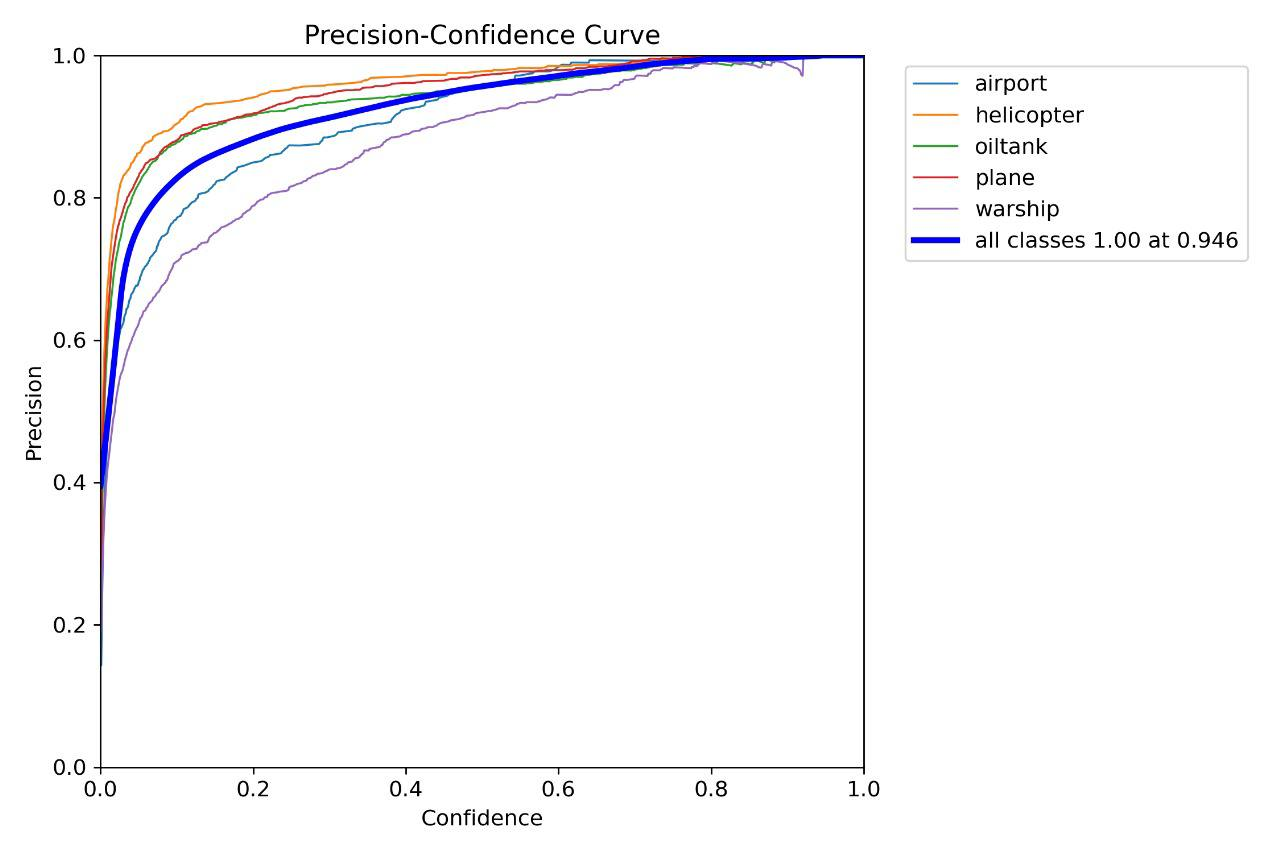 Precision-Confidence Curve
1.0
0.8
0.6
0.4
0.2
0.0
Precision
0.0 0.2 0.4 0.6 0.8 1.0
Confidence
airport
helicopter
oiltank
plane
warship
all classes 1.00 at 0.946